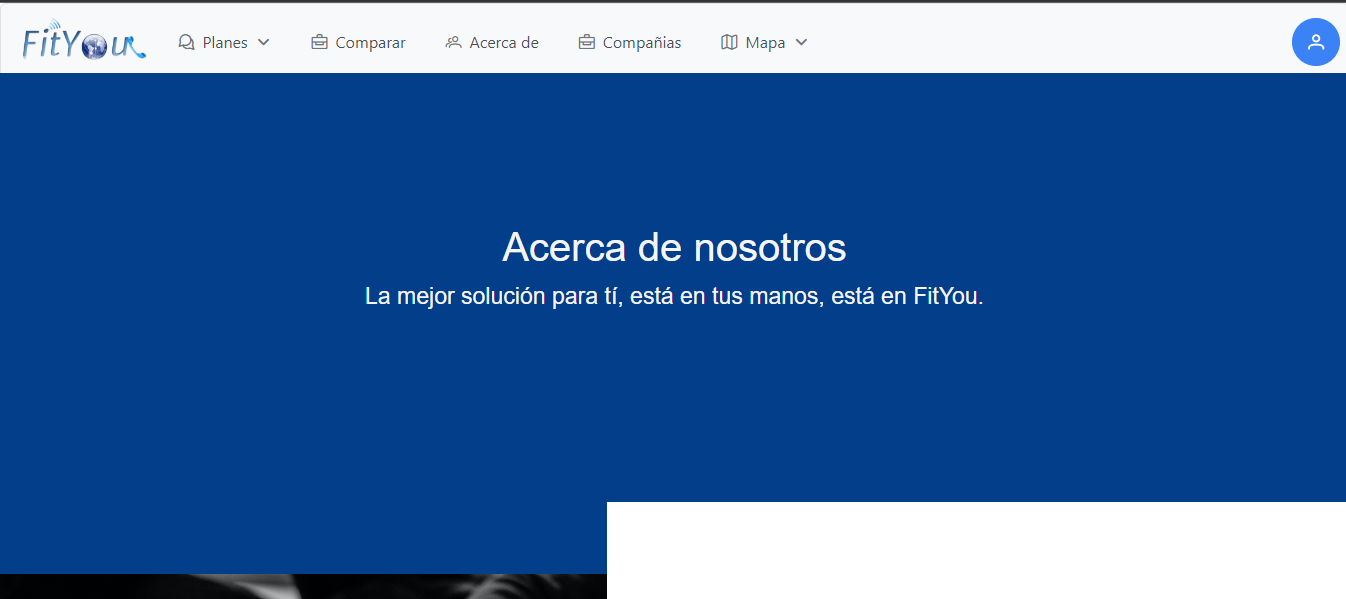 FitYou
Planes
Comparar
Acerca de
Compañias
Mapa
Acerca de nosotros
La mejor solución para tí, está en tus manos, está en FitYou.